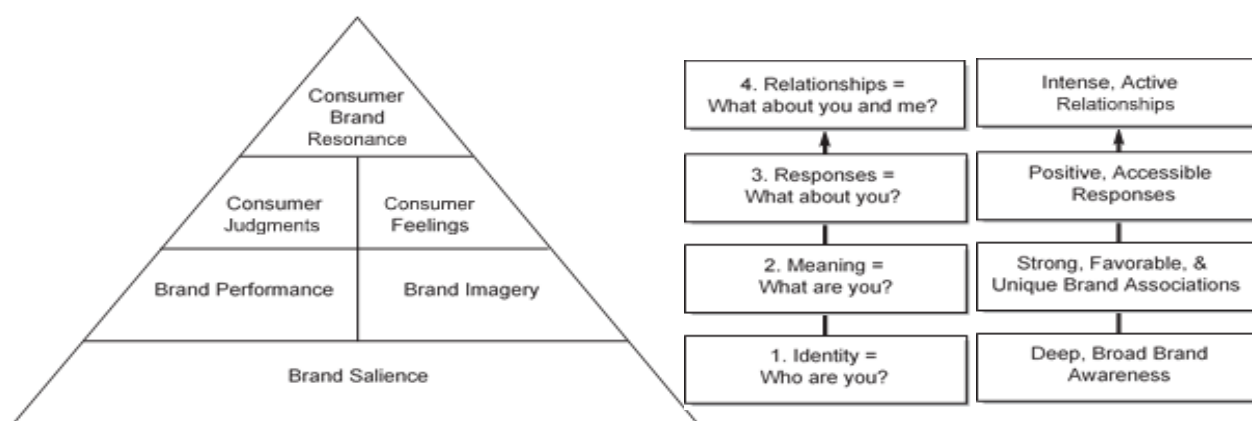 Consumer
Brand
Resonance
Consumer
Judgments
Consumer
Feelings
Brand Performance
Brand Imagery
Brand Salience
4. Relationships =
What about you and me?
3. Responses =
What about you?
2. Meaning =
What are you?
1. Identity =
Who are you?
Intense, Active
Relationships
Positive, Accessible
Responses
Strong, Favorable, &
Unique Brand Associations
Deep, Broad Brand
Awareness